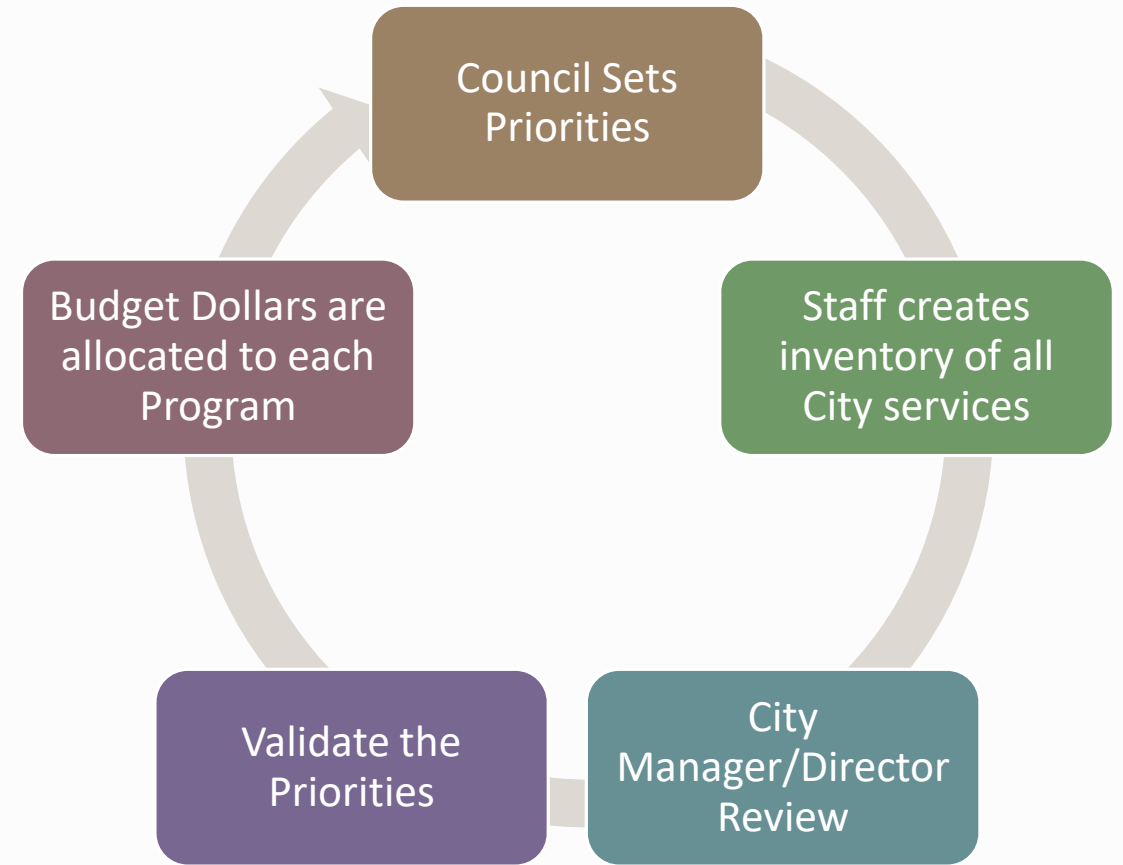 Council Sets
Priorities
Staff creates
inventory of all
City services
City
Manager/Director
Review
Validate the
Priorities
Budget Dollars are
allocated to each
Program